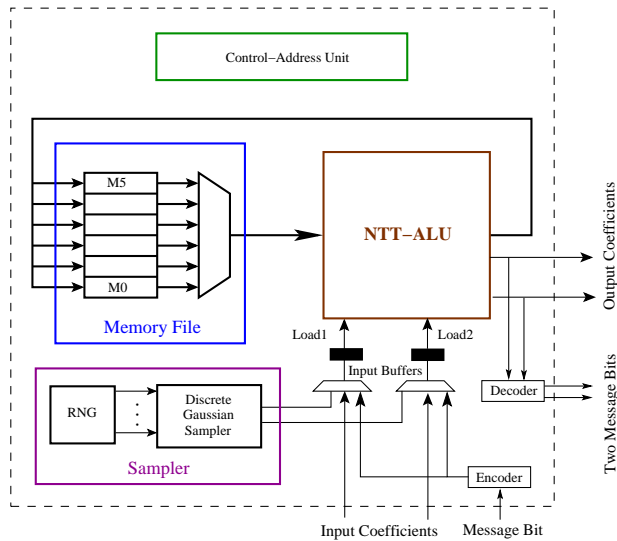 Control−Address Unit
M5
M0
Memory File
NTT−ALU
Output Coefficients
Load1
Load2
Input Buffers
RNG
Discrete
Gaussian
Sampler
Sampler
Decoder
Two Message Bits
Encoder
Input Coefficients
Message Bit